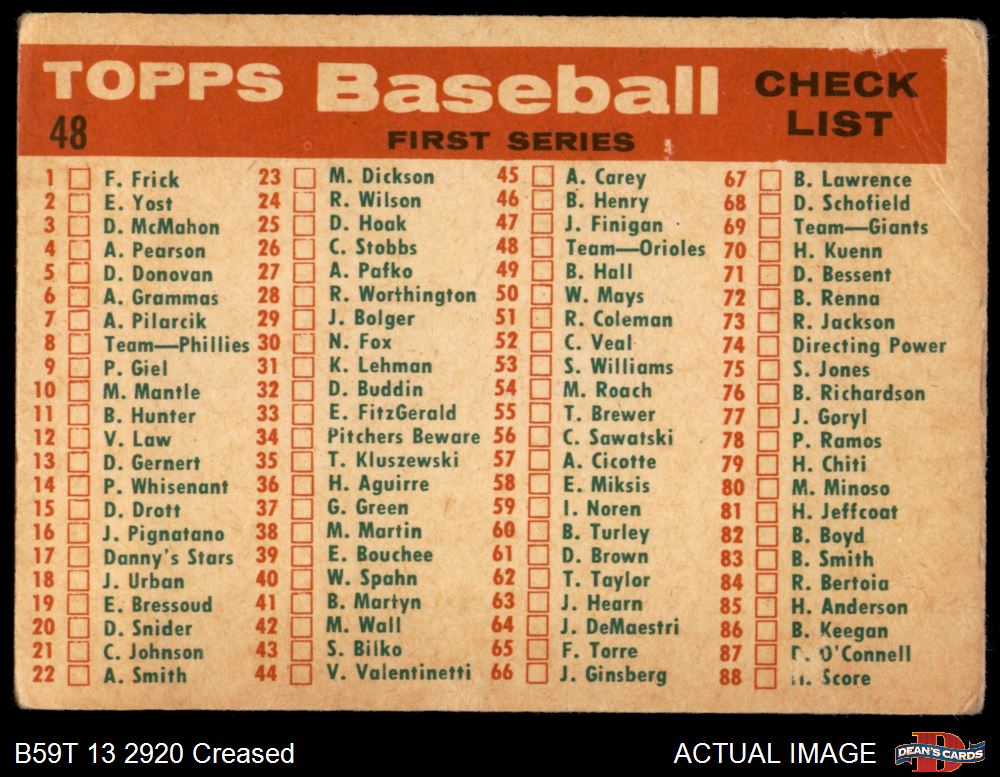 TOPPS Baseball CHECK LIST
48 FIRST SERIES
1 F. Frick
2 E. Yost
3 D. McMahon
4 A. Pearson
5 D. Donovan
6 A. Grammas
7 A. Pilarcik
8 Team—Phillies
9 P. Giel
10 M. Mantle
11 B. Hunter
12 V. Law
13 D. Gernert
14 P. Whisenant
15 D. Drott
16 J. Pignatano
17 Danny's Stars
18 J. Urban
19 E. Bressoud
20 D. Snider
21 C. Johnson
22 A. Smith
23 M. Dickson
24 R. Wilson
25 D. Hoak
26 C. Stobbs
27 A. Pafko
28 R. Worthington
29 J. Bolger
30 N. Fox
31 K. Lehman
32 D. Buddin
33 E. FitzGerald
34 Pitchers Beware
35 T. Kluszewski
36 H. Aguirre
37 G. Green
38 M. Martin
39 E. Bouchee
40 W. Spahn
41 B. Martyn
42 M. Wall
43 S. Bilko
44 V. Valentinetti
45 A. Carey
46 B. Henry
47 J. Finigan
48 Team—Orioles
49 B. Hall
50 W. Mays
51 R. Coleman
52 C. Veal
53 S. Williams
54 M. Roach
55 T. Brewer
56 C. Sawatski
57 A. Cicotte
58 E. Miksis
59 I. Noren
60 B. Turley
61 D. Brown
62 T. Taylor
63 J. Hearn
64 J. DeMaestri
65 F. Torre
66 J. Ginsberg
67 B. Lawrence
68 D. Schofield
69 Team—Giants
70 H. Kuenn
71 D. Bessent
72 B. Renna
73 R. Jackson
74 Directing Power
75 S. Jones
76 B. Richardson
77 J. Goryl
78 P. Ramos
79 H. Chiti
80 M. Minoso
81 H. Jeffcoat
82 B. Boyd
83 B. Smith
84 R. Bertoia
85 H. Anderson
86 B. Keegan
87 O'Connell
88 Score
B59T 13 2920 Creased
ACTUAL IMAGE
DEAN'S CARDS